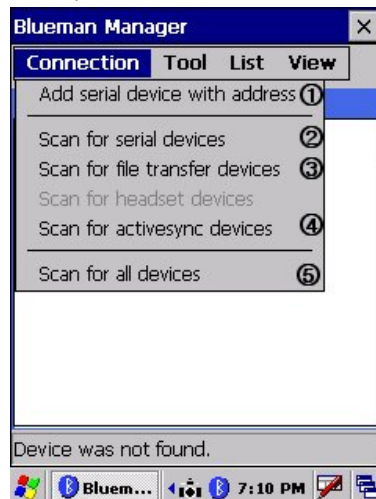 Blueman Manager
Connection Tool List View
Add serial device with address ①
Scan for serial devices ②
Scan for file transfer devices ③
Scan for headset devices
Scan for activesync devices ④
Scan for all devices ⑤
Device was not found.
Bluem... 7:10 PM